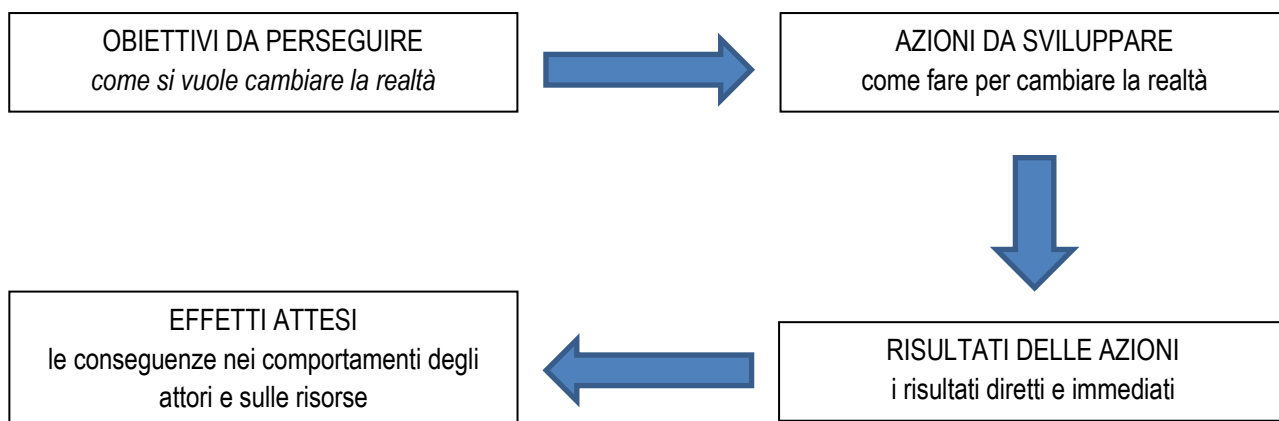 OBIETTIVI DA PERSEGUIRE
come si vuole cambiare la realtà
AZIONI DA SVILUPPARE
come fare per cambiare la realtà
RISULTATI DELLE AZIONI
i risultati diretti e immediati
EFFETTI ATTESI
le conseguenze nei comportamenti degli
attori e sulle risorse